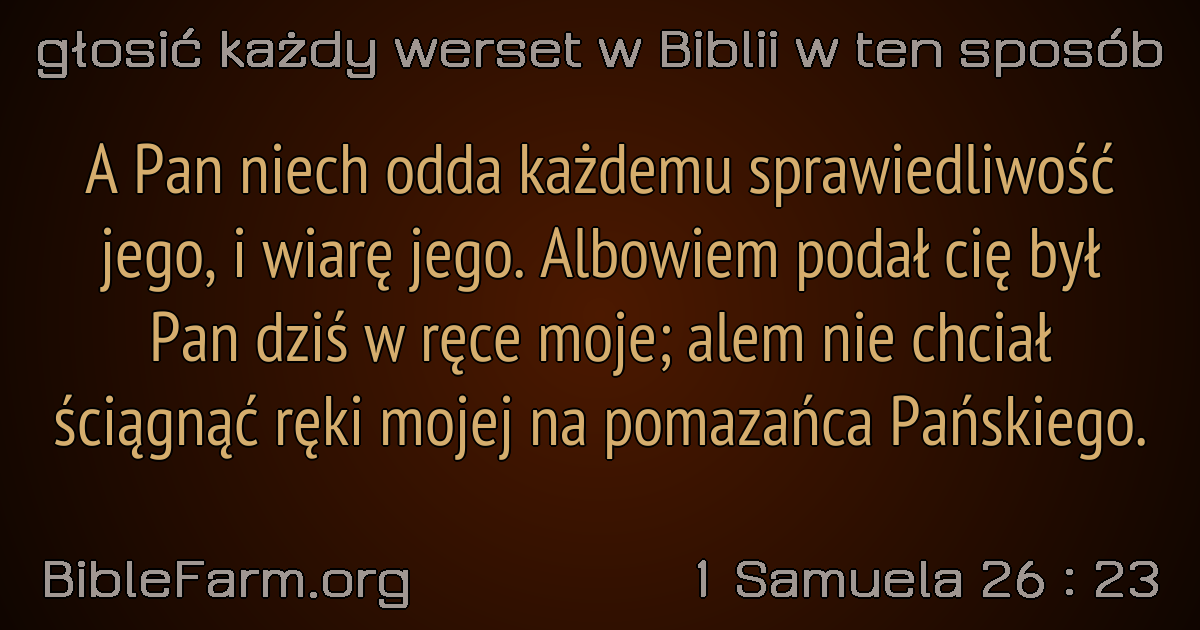 głosić każdy werset w Biblii w ten sposób
A Pan niech odda każdemu sprawiedliwość
jego, i wiarę jego. Albowiem podał cię był
Pan dziś w ręce moje; alem nie chciał
ściągnąć ręki mojej na pomazańca Pańskiego.
BibleFarm.org
1 Samuela 26 : 23